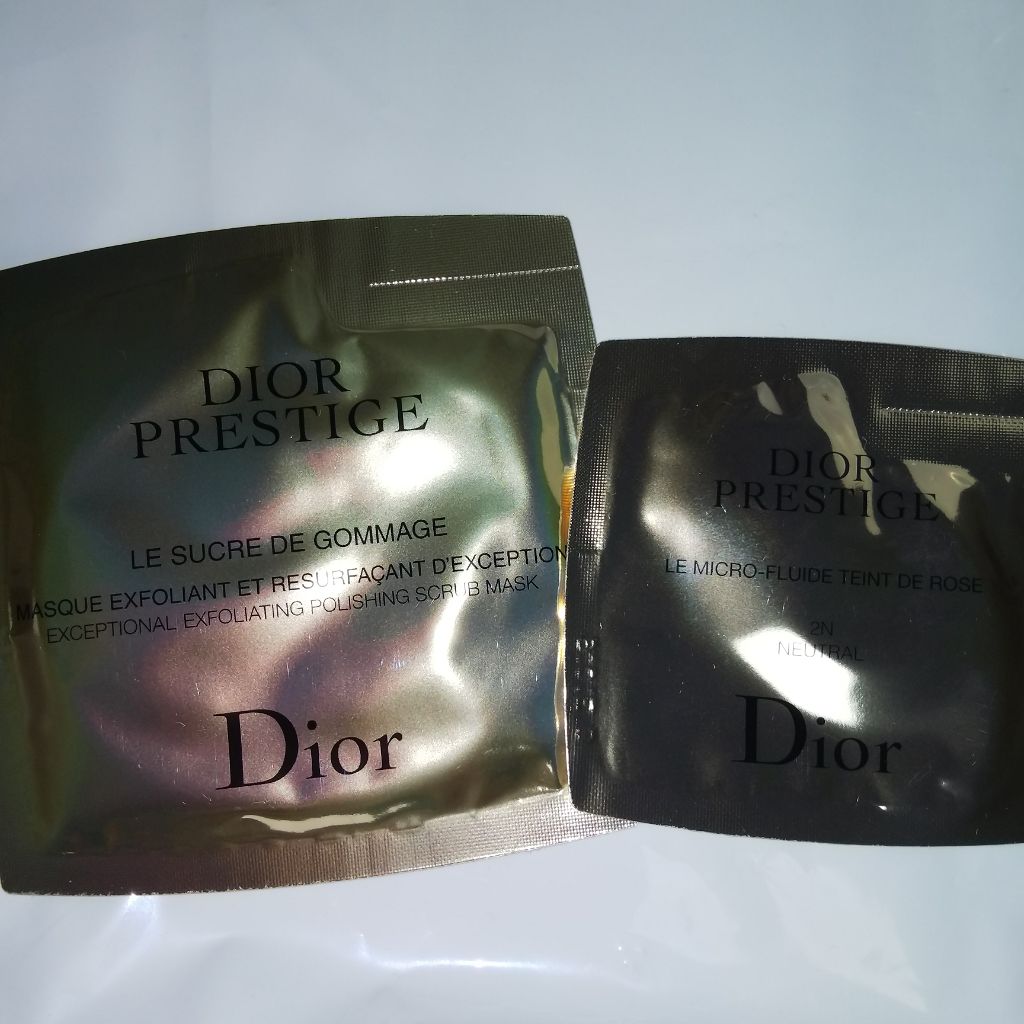 DIOR
PRESTIGE
LE SUCRE DE GOMMAGE
MASQUE EXFOLIANT ET RESURFAÇANT D'EXCEPTION
EXCEPTIONAL EXFOLIATING POLISHING SCRUB MASK
Dior
DIOR
PRESTIGE
LE MICRO-FLUIDE TEINT DE ROSE
2N
NEUTRAL
Dior